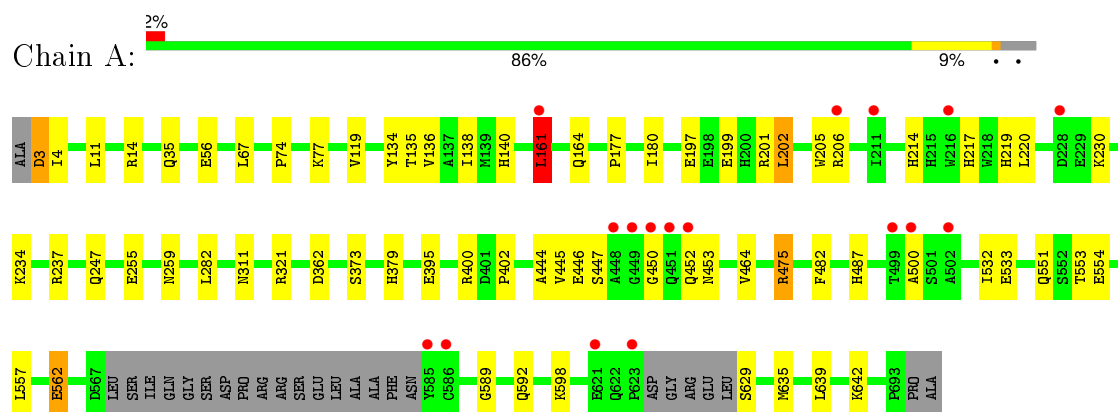 2%
Chain A:
86% 9% • •
ALA D3 I4 L11 R14 Q35 E56 L67 P74 K77 V119 Y134 T135 V136 A137 I138 M139 H140 L161 Q164 P177 I180 E197 E198 E199 H200 R201 L202 W205 R206 I211 H214 H215 W216 H217 W218 H219 L220 D228 E229 K230
K234 R237 Q247 E255 N259 L282 N311 R321 D362 S373 H379 E395 R400 D401 P402 A444 V445 E446 S447 A448 G449 G450 Q451 Q452 N453 V464 R475 F482 H487 T499 A500 S501 A502 I532 E533 Q551 S552 T553 E554
L557 E562 D567 LEU SER ILE GLN GLY SER ASP PRO ARG ARG SER GLU LEU ALA ALA PHE ASN Y585 C586 G589 Q592 K598 E621 Q622 P623 ASP GLY ARG GLU LEU S629 M635 L639 K642 P693 PRO ALA